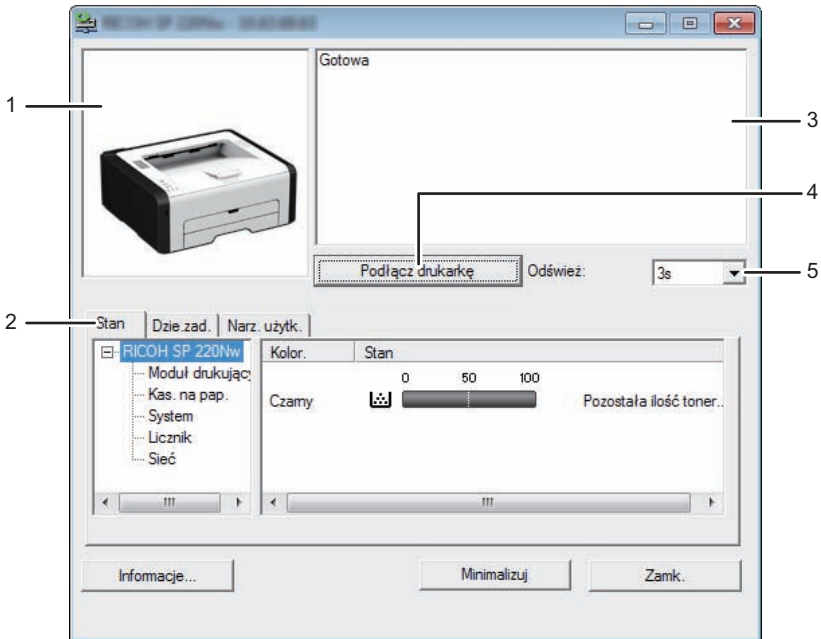 Gotowa
1
3
4
Podłącz drukarkę Odśwież: 3s 5
2 Stan Dzie.zad. Narz. użytk.
RICOH SP 220Nw Kolor. Stan
Moduł drukujący 0 50 100
Kas. na pap. Czarny Pozostała ilość toner..
System
Licznik
Sieć
Informacje... Minimalizuj Zamk.